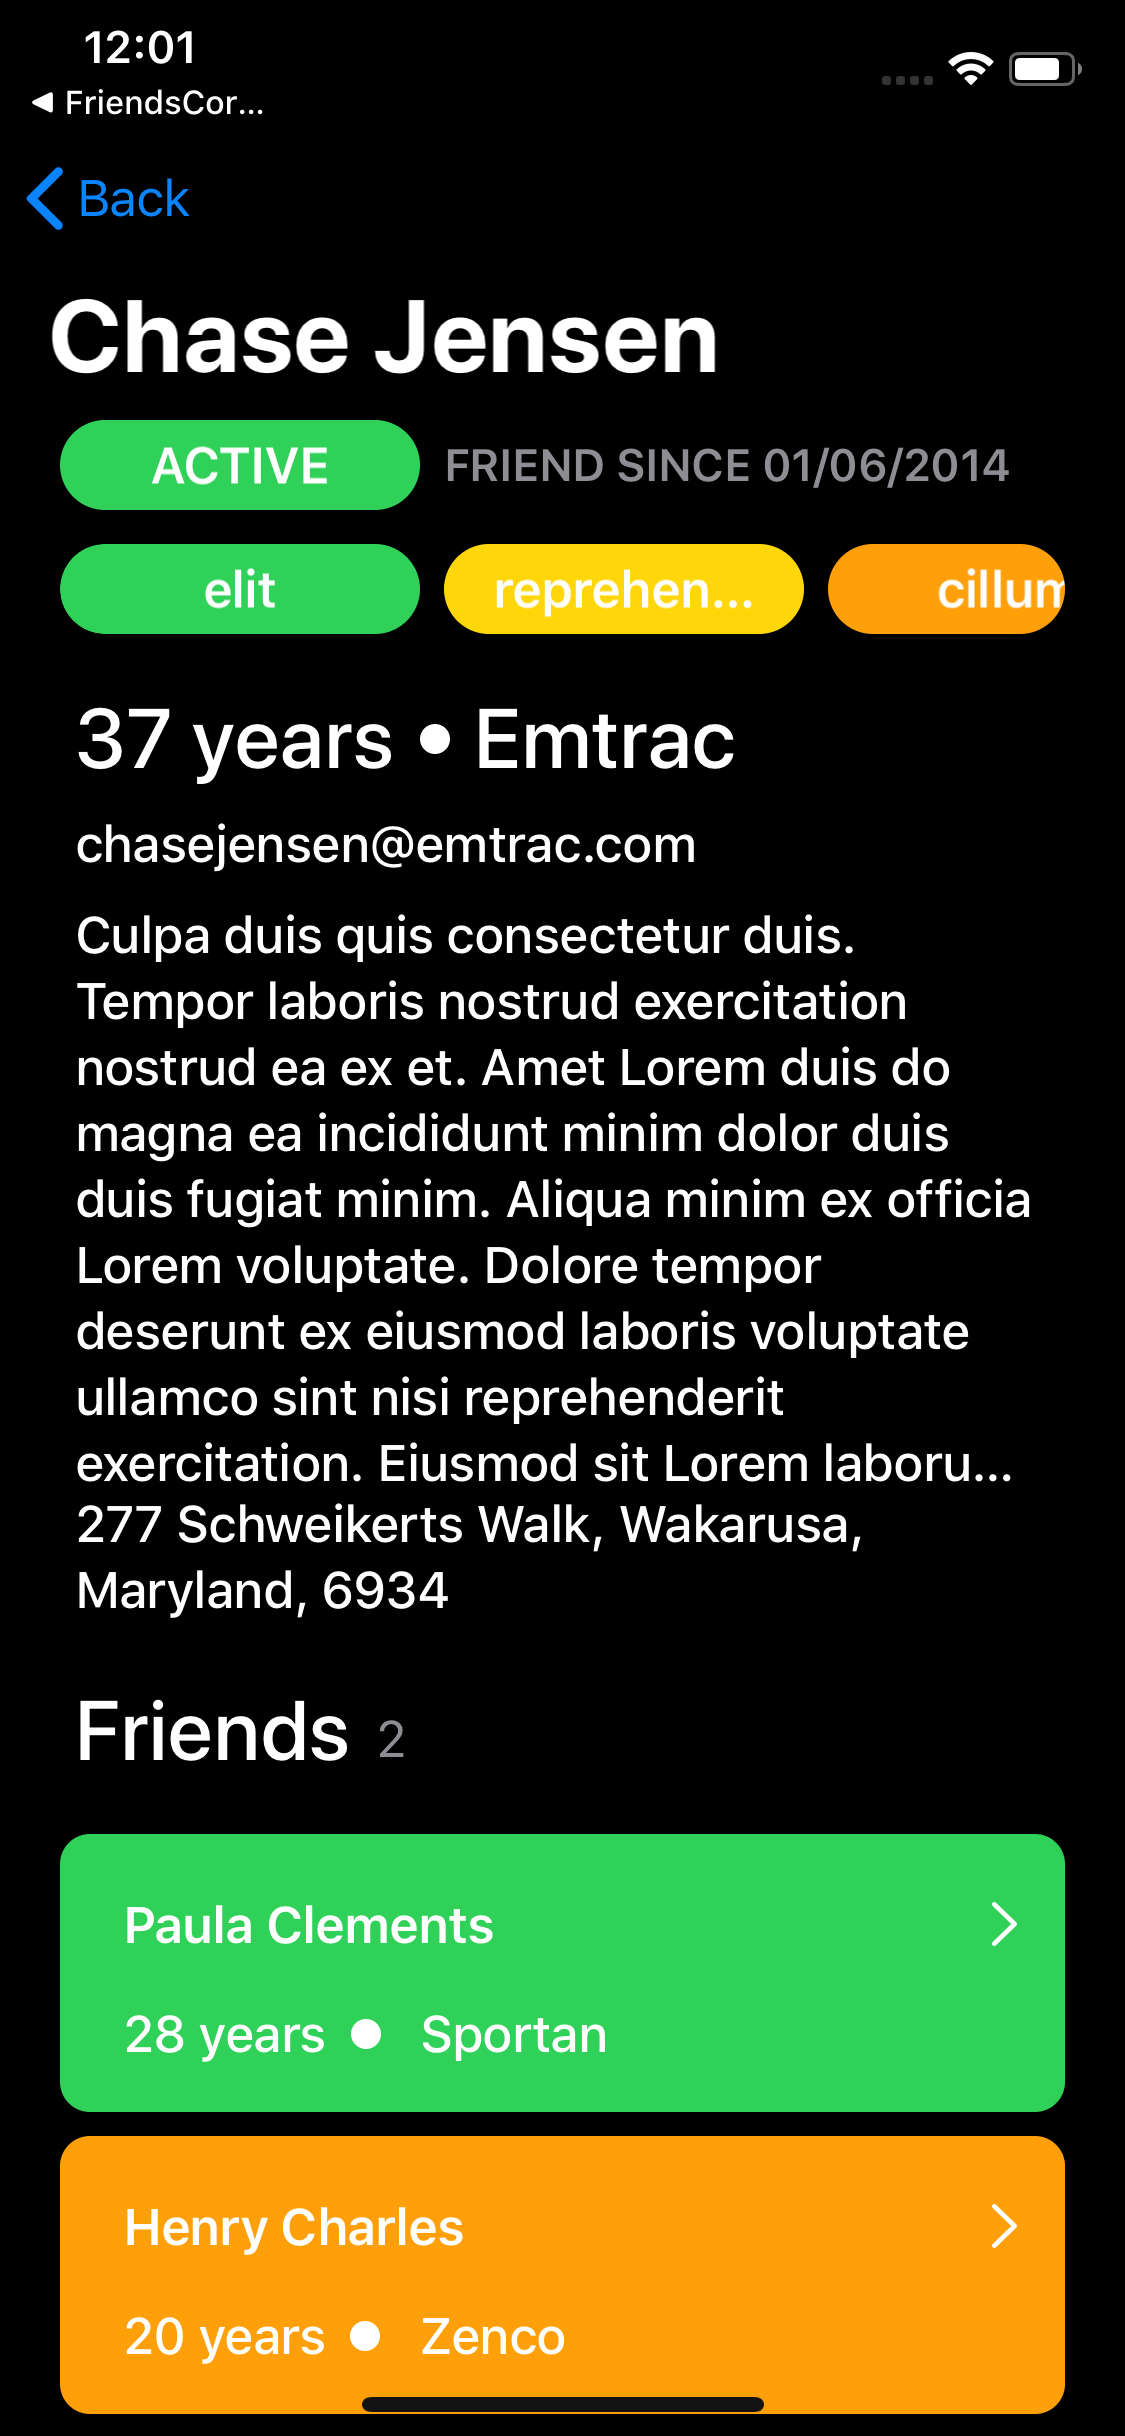 12:01
◀ FriendsCor...
Back
Chase Jensen
ACTIVE FRIEND SINCE 01/06/2014
elit reprehen... cillum
37 years • Emtrac
chasejensen@emtrac.com
Culpa duis quis consectetur duis.
Tempor laboris nostrud exercitation
nostrud ea ex et. Amet Lorem duis do
magna ea incididunt minim dolor duis
duis fugiat minim. Aliqua minim ex officia
Lorem voluptate. Dolore tempor
deserunt ex eiusmod laboris voluptate
ullamco sint nisi reprehenderit
exercitation. Eiusmod sit Lorem laboru...
277 Schweikerts Walk, Wakarusa,
Maryland, 6934
Friends 2
Paula Clements
28 years • Sportan
Henry Charles
20 years • Zenco